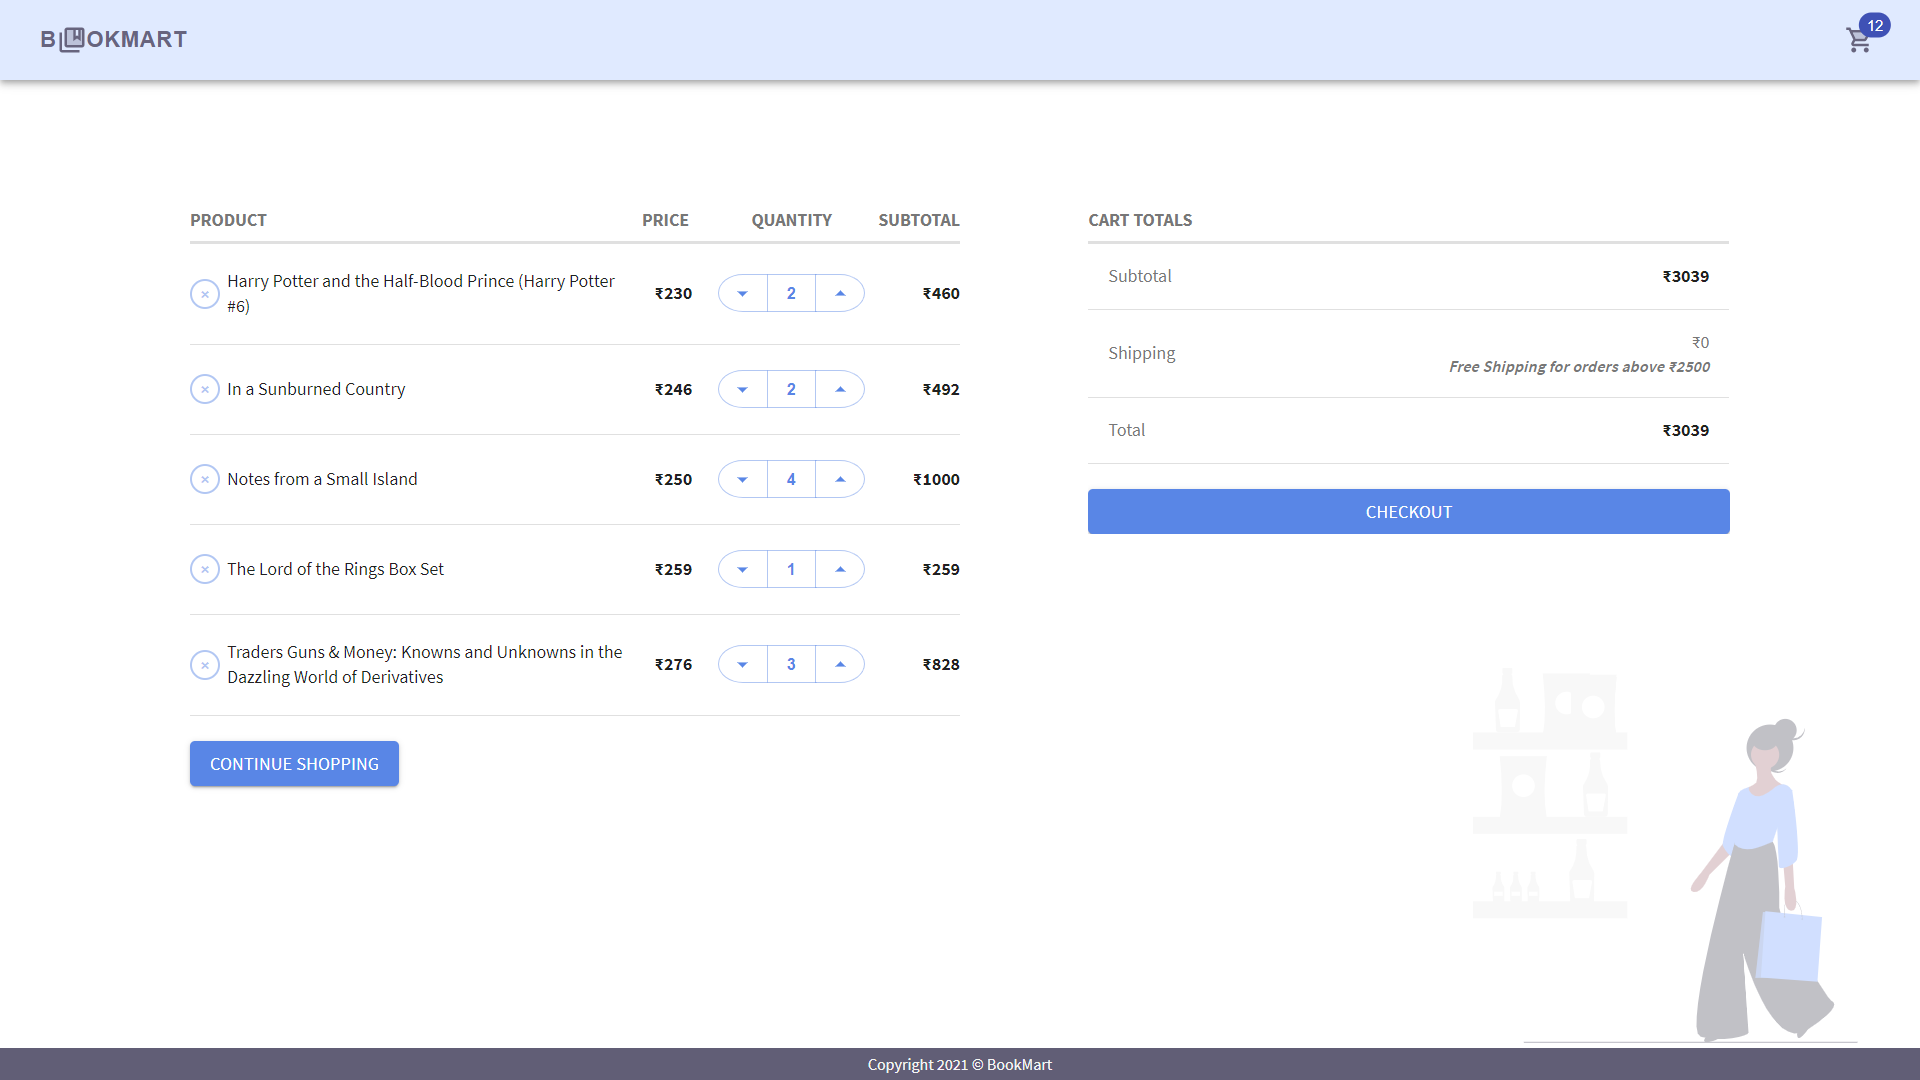 BOOKMART
12
PRODUCT PRICE QUANTITY SUBTOTAL
Harry Potter and the Half-Blood Prince (Harry Potter
#6)
₹230 2 ₹460
In a Sunburned Country ₹246 2 ₹492
Notes from a Small Island ₹250 4 ₹1000
The Lord of the Rings Box Set ₹259 1 ₹259
Traders Guns & Money: Knowns and Unknowns in the
Dazzling World of Derivatives
₹276 3 ₹828
CONTINUE SHOPPING
CART TOTALS
Subtotal ₹3039
Shipping ₹0
Free Shipping for orders above ₹2500
Total ₹3039
CHECKOUT
Copyright 2021 © BookMart